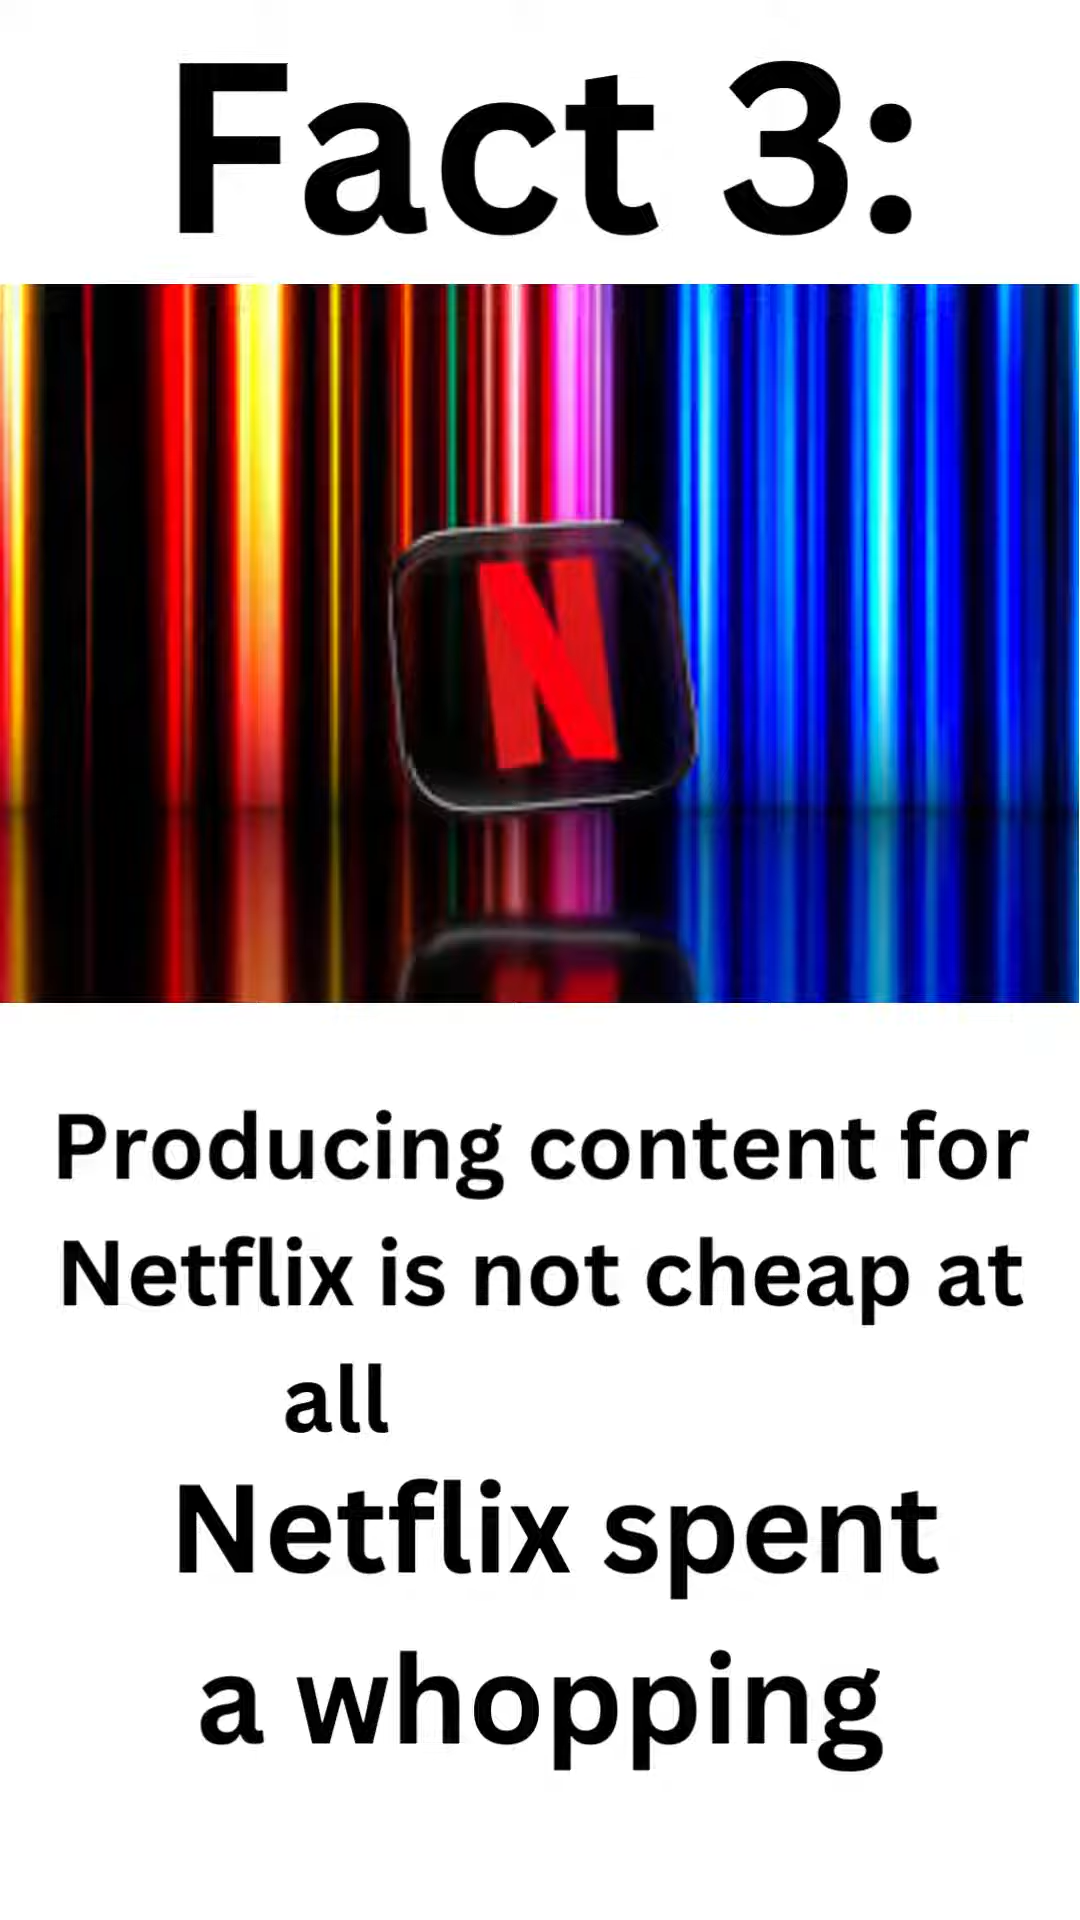 Fact 3:
N
Producing content for
Netflix is not cheap at
all
Netflix spent
a whopping